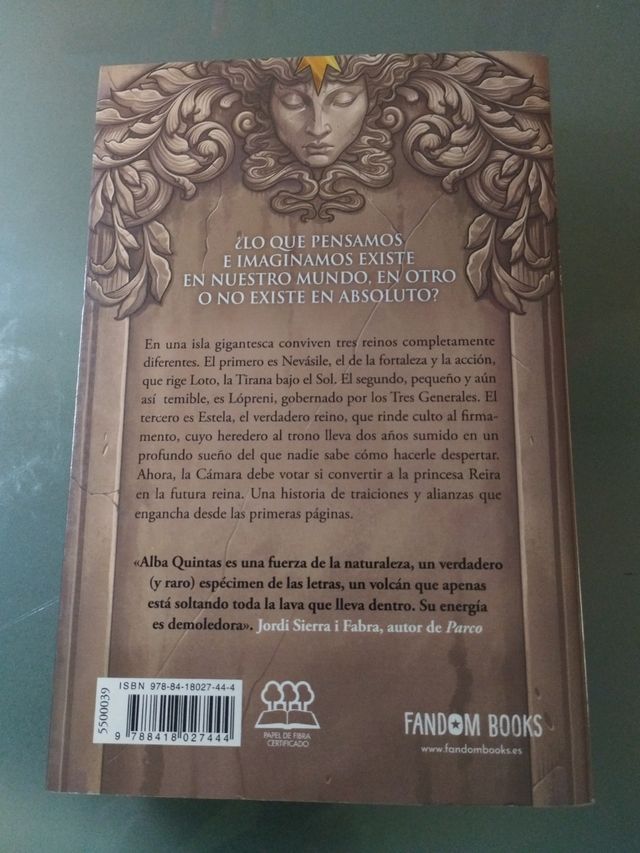 ¿LO QUE PENSAMOS
E IMAGINAMOS EXISTE
EN NUESTRO MUNDO, EN OTRO
O NO EXISTE EN ABSOLUTO?
En una isla gigantesca conviven tres reinos completamente
diferentes. El primero es Nevásile, el de la fortaleza y la acción,
que rige Loto, la Tirana bajo el Sol. El segundo, pequeño y aún
así temible, es Lópreni, gobernado por los Tres Generales. El
tercero es Estela, el verdadero reino, que rinde culto al firma-
mento, cuyo heredero al trono lleva dos años sumido en un
profundo sueño del que nadie sabe cómo hacerle despertar.
Ahora, la Cámara debe votar si convertir a la princesa Reira
en la futura reina. Una historia de traiciones y alianzas que
engancha desde las primeras páginas.
«Alba Quintas es una fuerza de la naturaleza, un verdadero
(y raro) espécimen de las letras, un volcán que apenas
está soltando toda la lava que lleva dentro. Su energía
es demoledora». Jordi Sierra i Fabra, autor de Parco
5500039
ISBN 978-84-18027-44-4
9 788418 027444
PAPEL DE FIBRA
CERTIFICADO
FANDOM BOOKS
www.fandombooks.es